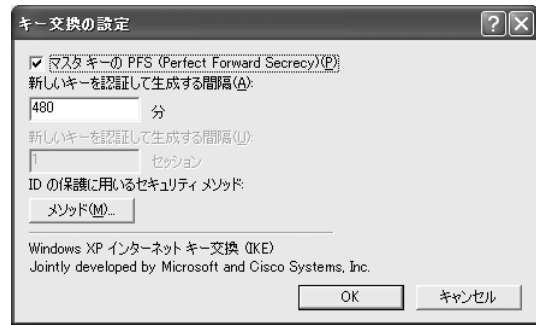 キー交換の設定
マスタ キーの PFS (Perfect Forward Secrecy)(P)
新しいキーを認証して生成する間隔(A):
480 分
新しいキーを認証して生成する間隔(U):
1 セッション
ID の保護に用いるセキュリティ メソッド:
メソッド(M)...
Windows XP インターネット キー交換 (IKE)
Jointly developed by Microsoft and Cisco Systems, Inc.
OK キャンセル